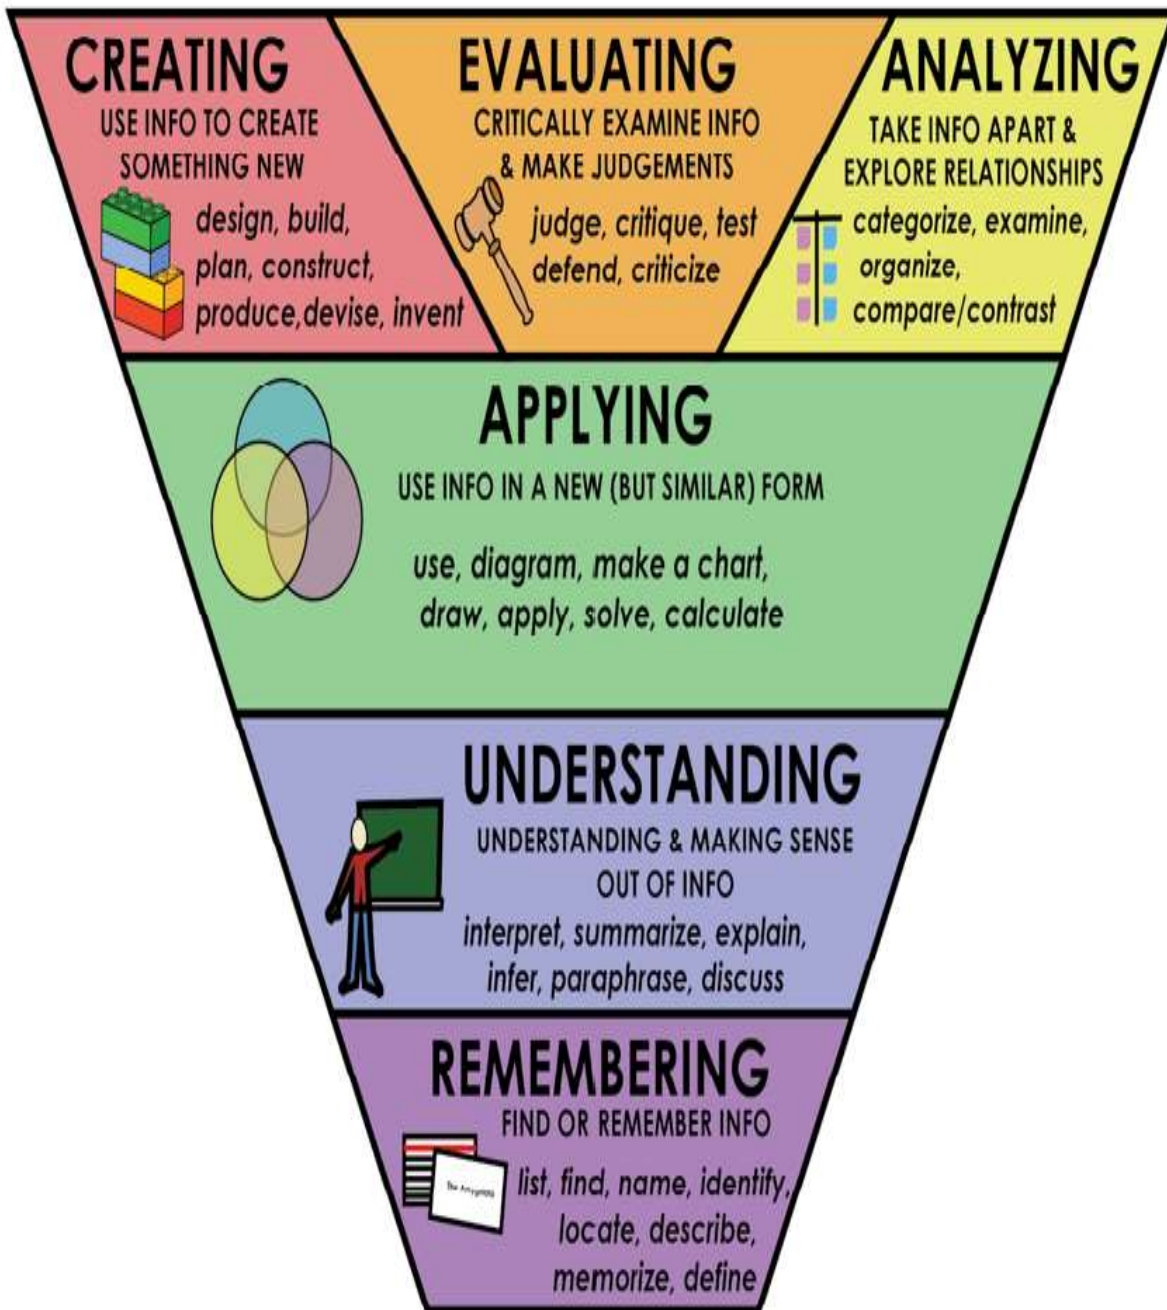 CREATING
USE INFO TO CREATE
SOMETHING NEW
design, build,
plan, construct,
produce,devise, invent
EVALUATING
CRITICALLY EXAMINE INFO
& MAKE JUDGEMENTS
judge, critique, test
defend, criticize
ANALYZING
TAKE INFO APART &
EXPLORE RELATIONSHIPS
categorize, examine,
organize,
compare/contrast
APPLYING
USE INFO IN A NEW (BUT SIMILAR) FORM
use, diagram, make a chart,
draw, apply, solve, calculate
UNDERSTANDING
UNDERSTANDING & MAKING SENSE
OUT OF INFO
interpret, summarize, explain,
infer, paraphrase, discuss
REMEMBERING
FIND OR REMEMBER INFO
The
list, find, name, identify,
locate, describe,
memorize, define